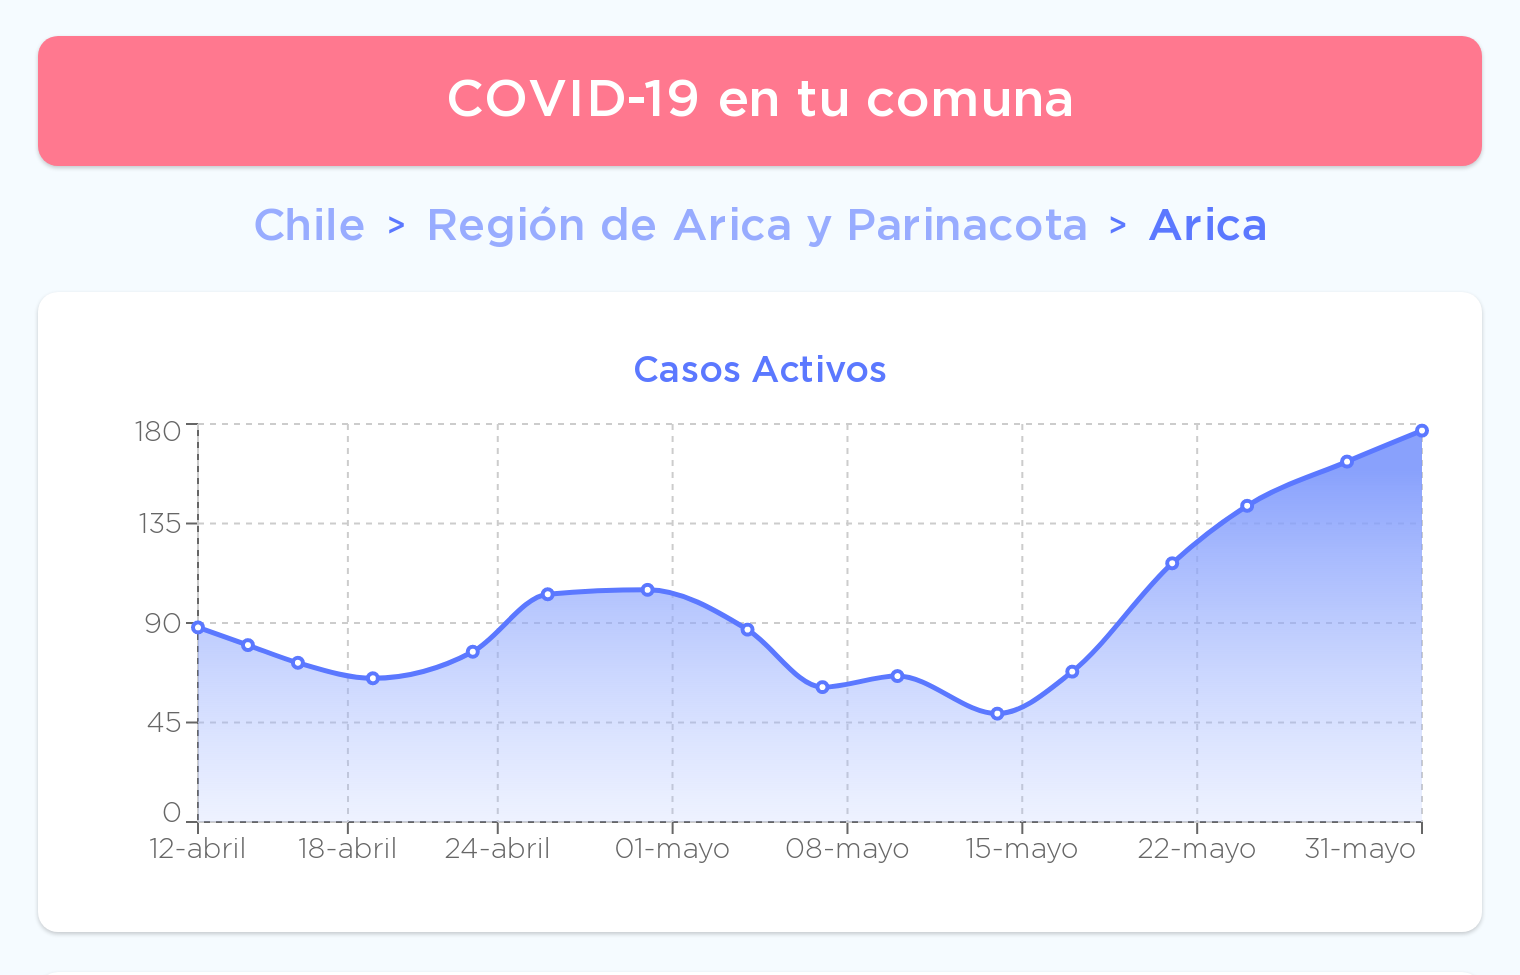 COVID-19 en tu comuna
Chile > Región de Arica y Parinacota > Arica
Casos Activos
180
135
90
45
0
12-abril 18-abril 24-abril 01-mayo 08-mayo 15-mayo 22-mayo 31-mayo